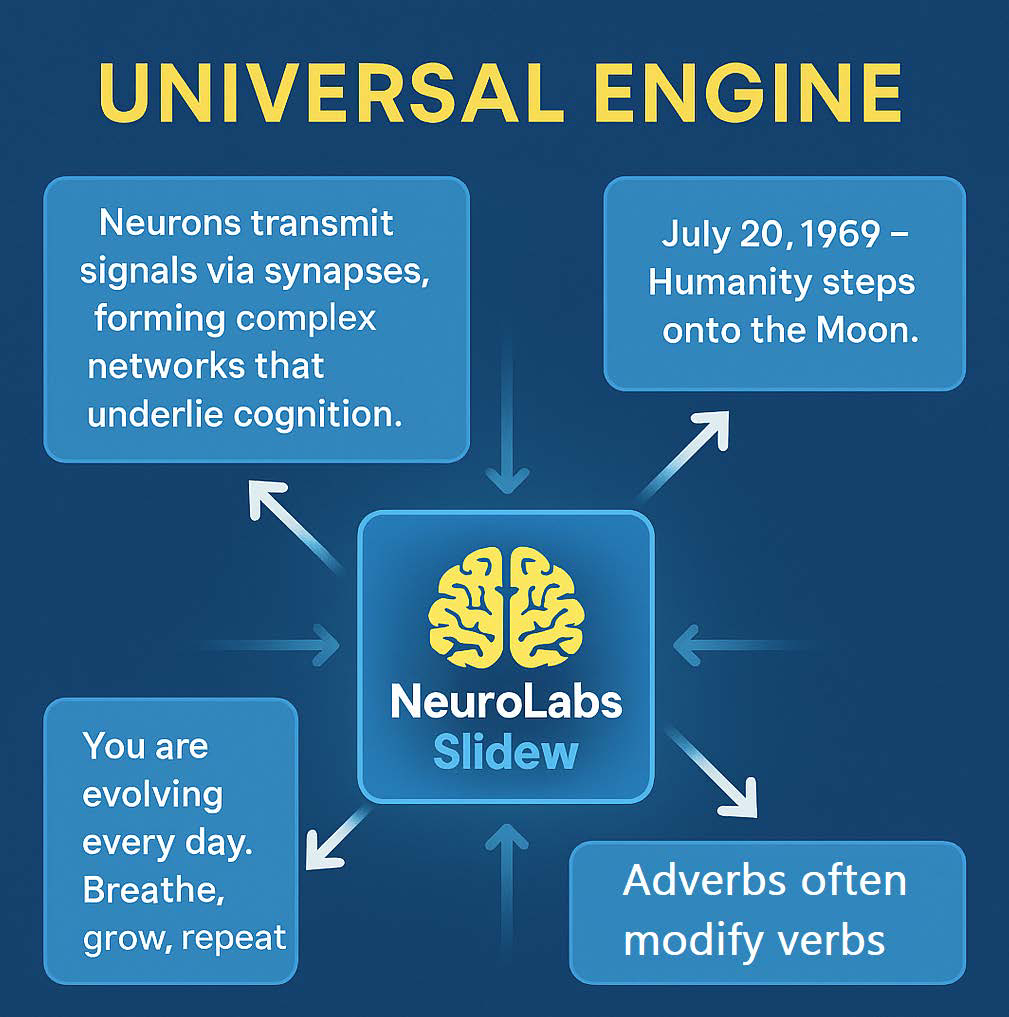 UNIVERSAL ENGINE
Neurons transmit
signals via synapses,
forming complex
networks that
underlie cognition.
July 20, 1969 –
Humanity steps
onto the Moon.
NeuroLabs
Slidew
You are
evolving
every day.
Breathe,
grow, repeat
Adverbs often
modify verbs